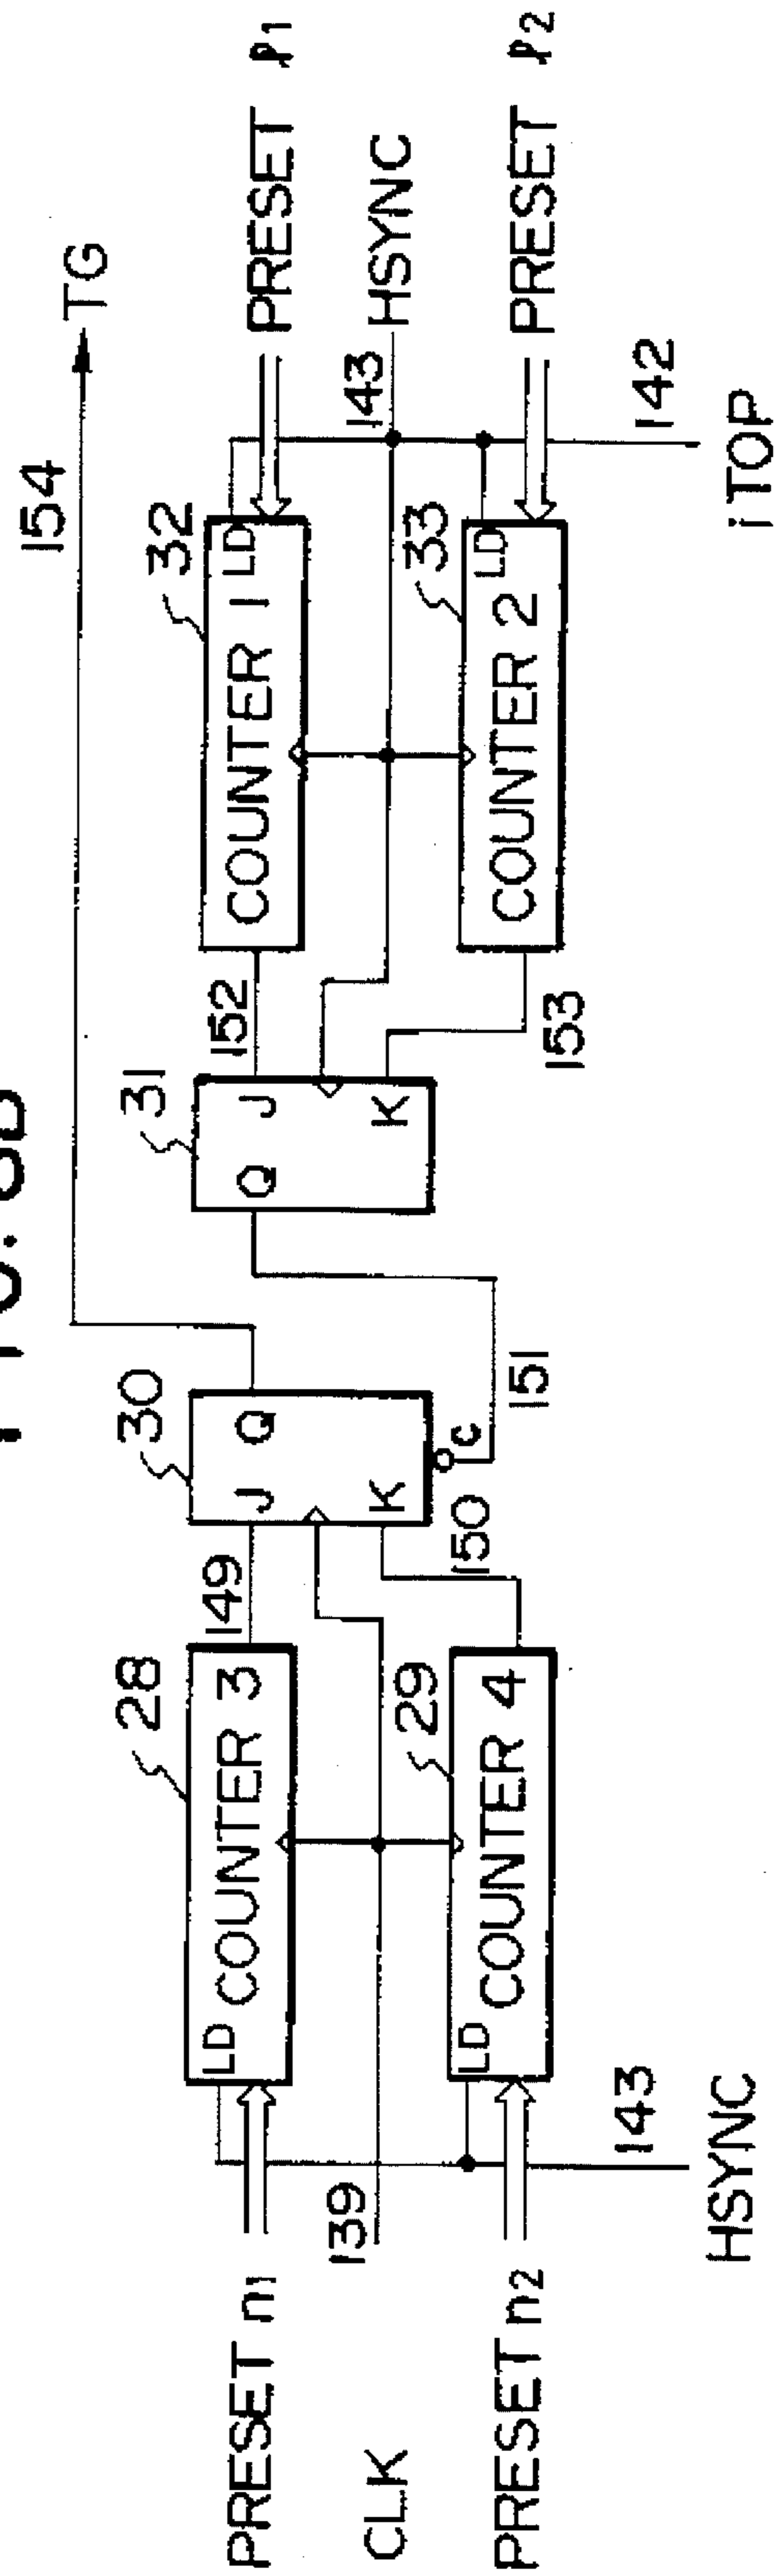 154
TG
28
30
31
32
PRESET n1
LD
COUNTER 3
149
J
Q
Q
J
152
COUNTER 1
LD
PRESET ℓ1
CLK
139
143
HSYNC
29
33
PRESET n2
LD
COUNTER 4
150
K
C
151
K
153
COUNTER 2
LD
PRESET ℓ2
143
HSYNC
142
iTOP